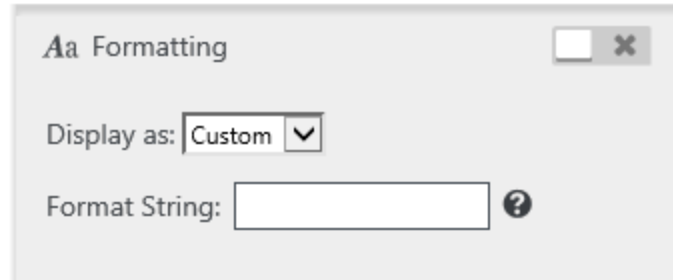 Aa Formatting
Display as: Custom
Format String: